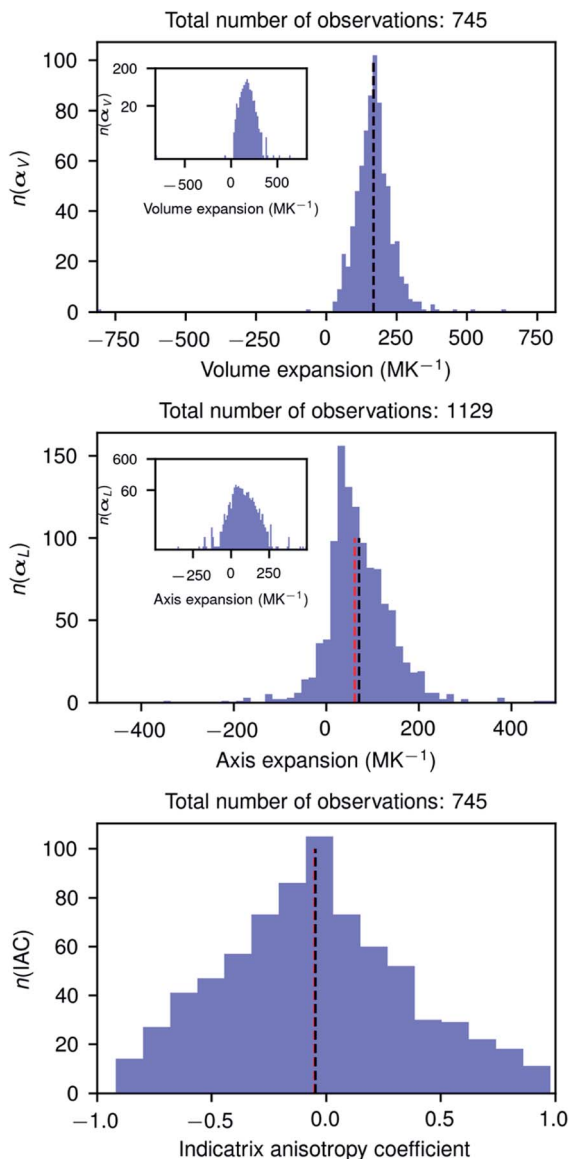 Total number of observations: 745
n(αV)
100
80
60
40
20
0
n(αV)
200
20
−500 0 500
Volume expansion (MK−1)
−750 −500 −250 0 250 500 750
Volume expansion (MK−1)
Total number of observations: 1129
n(αL)
150
100
50
0
n(αL)
600
60
−250 0 250
Axis expansion (MK−1)
−400 −200 0 200 400
Axis expansion (MK−1)
Total number of observations: 745
n(IAC)
100
80
60
40
20
0
−1.0 −0.5 0.0 0.5 1.0
Indicatrix anisotropy coefficient